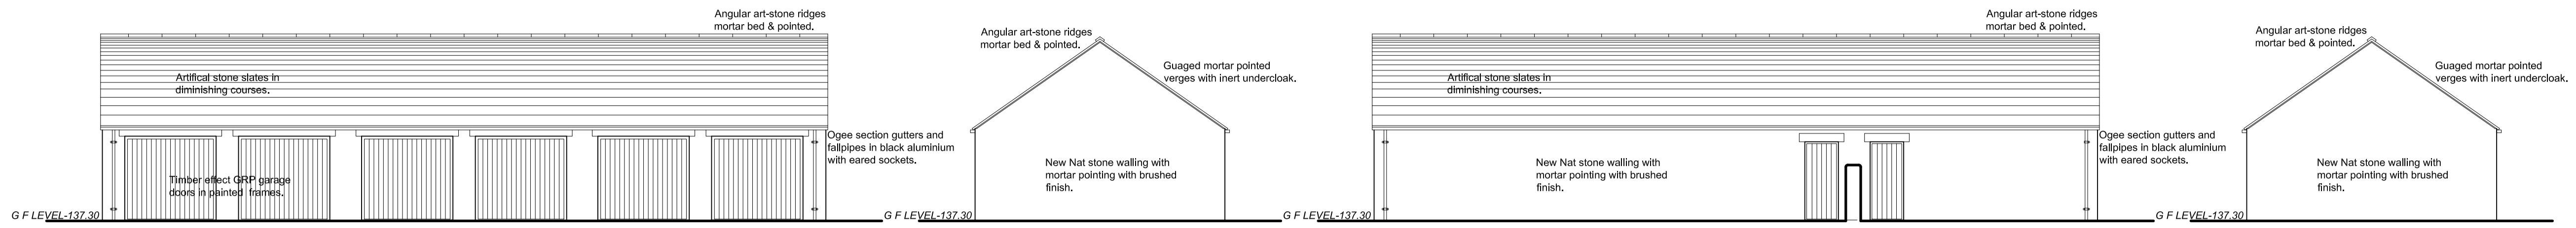 Angular art-stone ridges
mortar bed & pointed.
Artifical stone slates in
diminishing courses.
Ogee section gutters and
fallpipes in black aluminium
with eared sockets.
Timber effect GRP garage
doors in painted frames.
G F LEVEL-137.30
Angular art-stone ridges
mortar bed & pointed.
Guaged mortar pointed
verges with inert undercloak.
New Nat stone walling with
mortar pointing with brushed
finish.
G F LEVEL-137.30
Angular art-stone ridges
mortar bed & pointed.
Artifical stone slates in
diminishing courses.
Ogee section gutters and
fallpipes in black aluminium
with eared sockets.
New Nat stone walling with
mortar pointing with brushed
finish.
G F LEVEL-137.30
Angular art-stone ridges
mortar bed & pointed.
Guaged mortar pointed
verges with inert undercloak.
New Nat stone walling with
mortar pointing with brushed
finish.
G F LEVEL-137.30